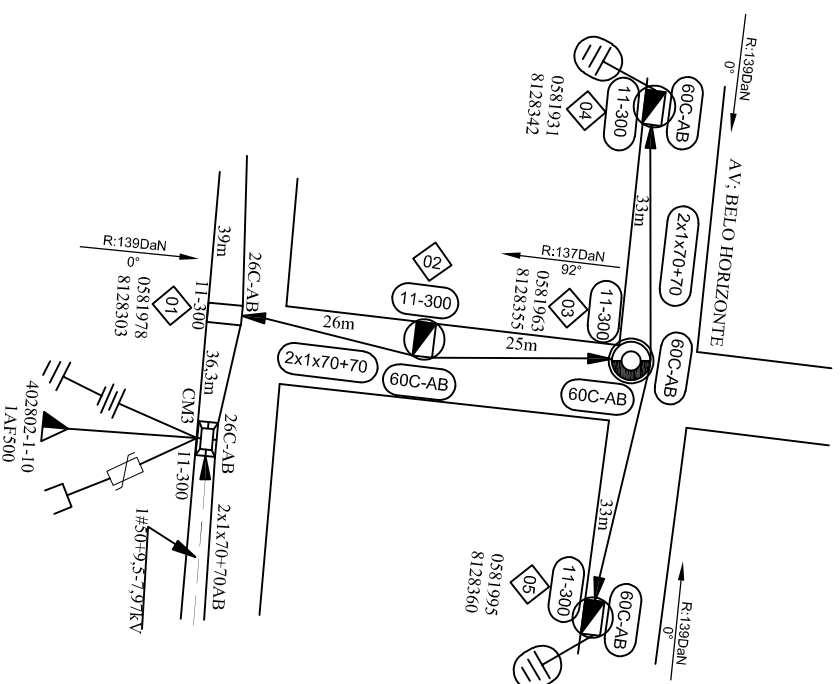 R:139DaN
0°
60C-AB
11-300
04
0581931
8128342
AV; BELO HORIZONTE
33m
2x1x70+70
39m
26C-AB
R:139DaN
0°
01
11-300
0581978
8128303
02
11-300
26m
2x1x70+70
60C-AB
R:137DaN
92°
03
11-300
0581963
8128355
25m
60C-AB
60C-AB
36,3m
CM3
26C-AB
11-300
402802-1-10
1AF500
2x1x70+70AB
1#50+9,5-7,97kV
33m
05
11-300
0581995
8128360
60C-AB
R:139DaN
0°